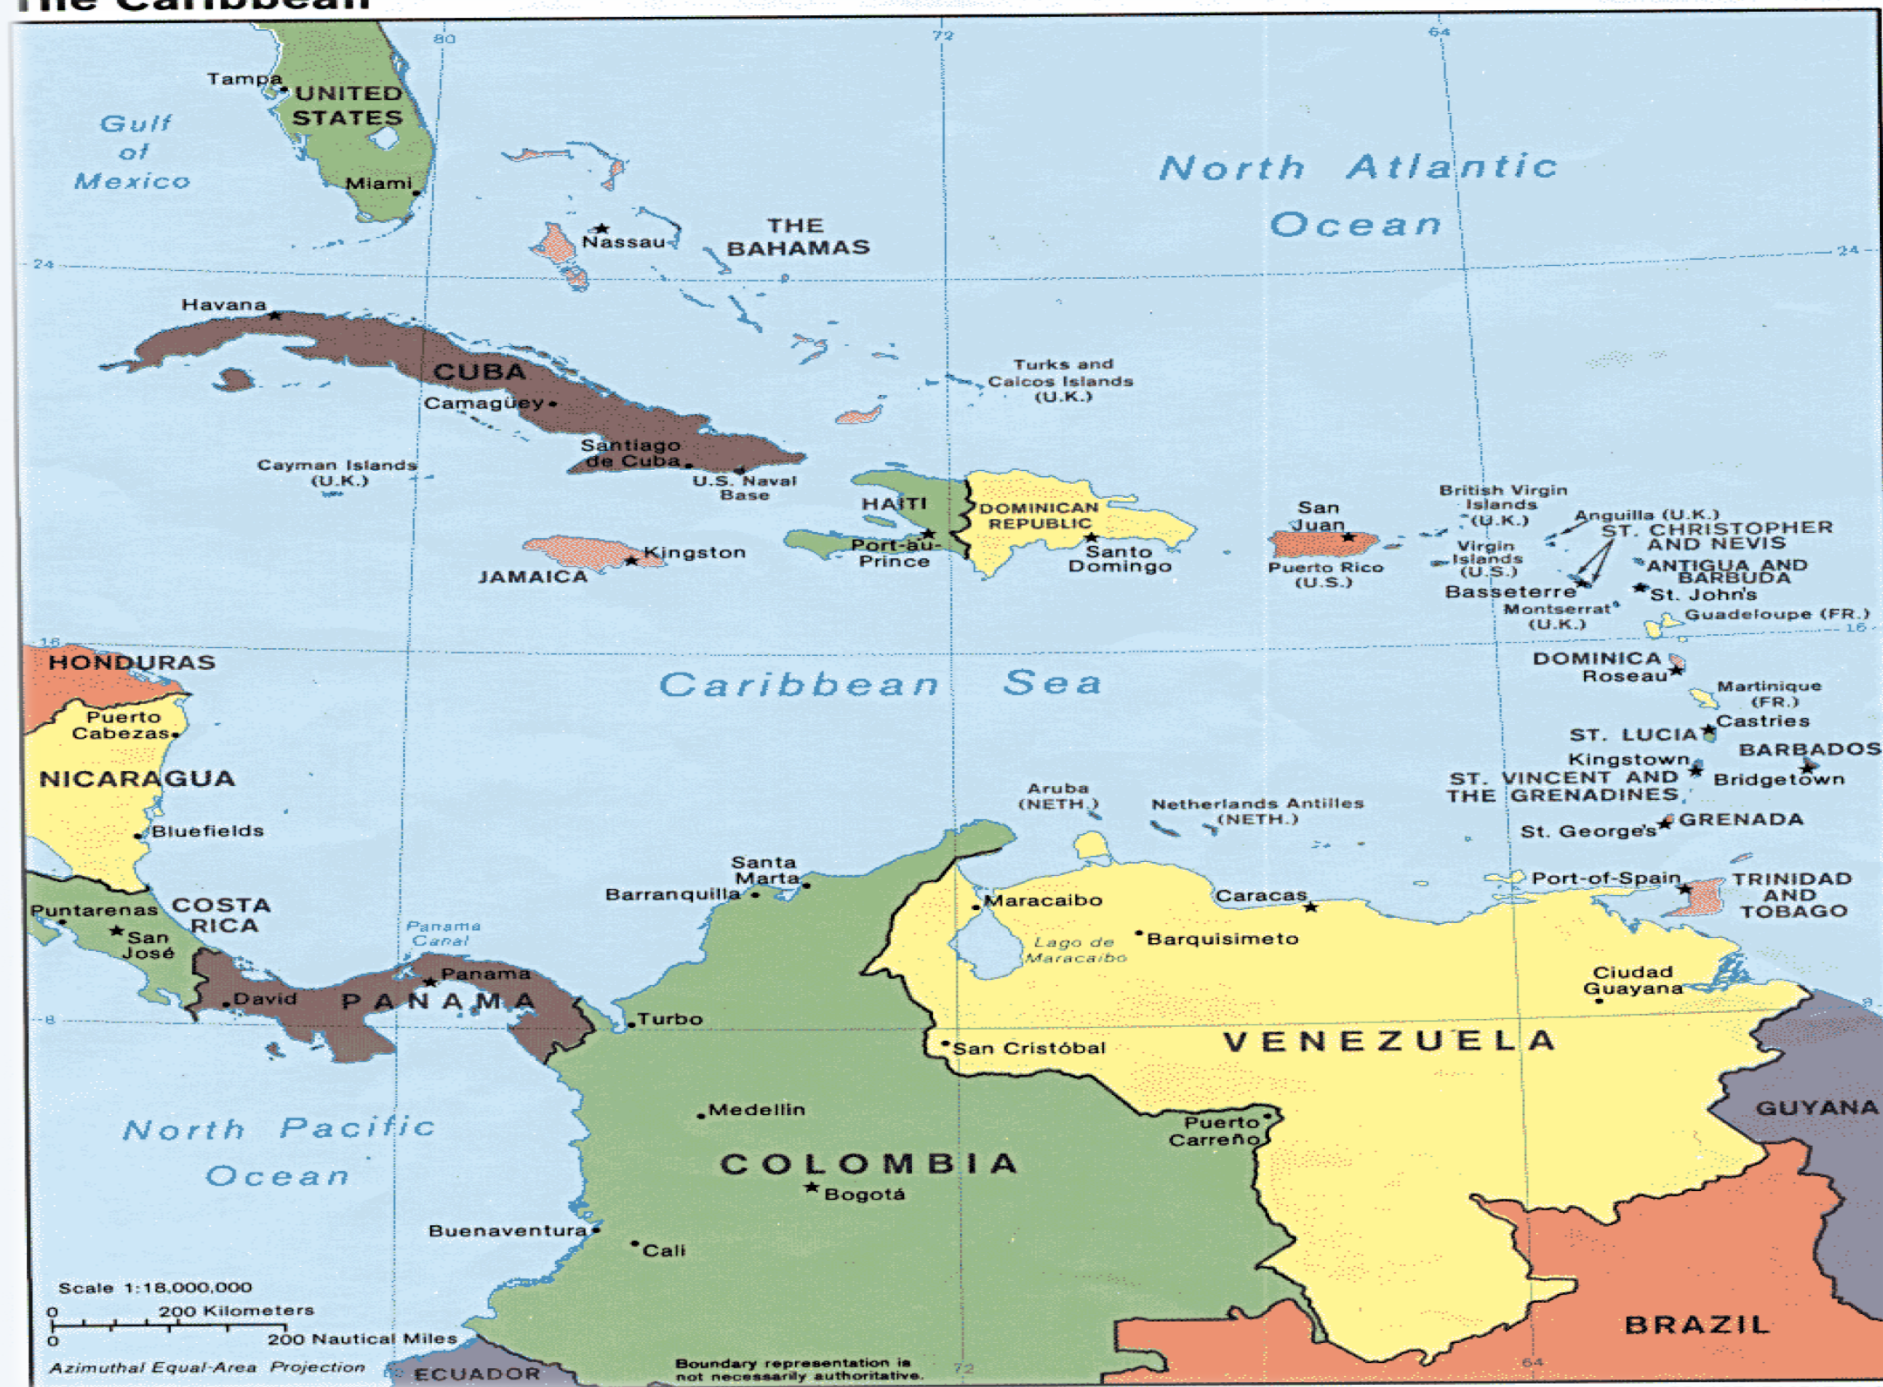 The Caribbean
80
72
64
Tampa
UNITED
STATES
Gulf
of
Mexico
Miami
North Atlantic
Ocean
Nassau
THE
BAHAMAS
24
24
Havana
CUBA
Camagüey
Turks and
Caicos Islands
(U.K.)
Santiago
de Cuba
Cayman Islands
(U.K.)
U.S. Naval
Base
HAITI
Port-au-
Prince
DOMINICAN
REPUBLIC
Santo
Domingo
San
Juan
Puerto Rico
(U.S.)
British Virgin
Islands
(U.K.)
Virgin
Islands
(U.S.)
Anguilla (U.K.)
ST. CHRISTOPHER
AND NEVIS
Basseterre
ANTIGUA AND
BARBUDA
St. John's
Montserrat
(U.K.)
Guadeloupe (FR.)
Kingston
JAMAICA
16
16
HONDURAS
Caribbean Sea
DOMINICA
Roseau
Martinique
(FR.)
Castries
ST. LUCIA
BARBADOS
Bridgetown
Kingstown
ST. VINCENT AND
THE GRENADINES
GRENADA
St. George's
Puerto
Cabezas
NICARAGUA
Bluefields
Aruba
(NETH.)
Netherlands Antilles
(NETH.)
Santa
Marta
Barranquilla
Maracaibo
Caracas
Port-of-Spain
TRINIDAD
AND
TOBAGO
Puntarenas
COSTA
RICA
San
José
Panama
Canal
Lago de
Maracaibo
Barquisimeto
Ciudad
Guayana
David
Panama
PANAMA
8
8
Turbo
San Cristóbal
VENEZUELA
GUYANA
Medellín
Puerto
Carreño
North Pacific
Ocean
COLOMBIA
Bogotá
Buenaventura
Cali
BRAZIL
Scale 1:18,000,000
0 200 Kilometers
0 200 Nautical Miles
Azimuthal Equal-Area Projection
ECUADOR
Boundary representation is
not necessarily authoritative.
72
64